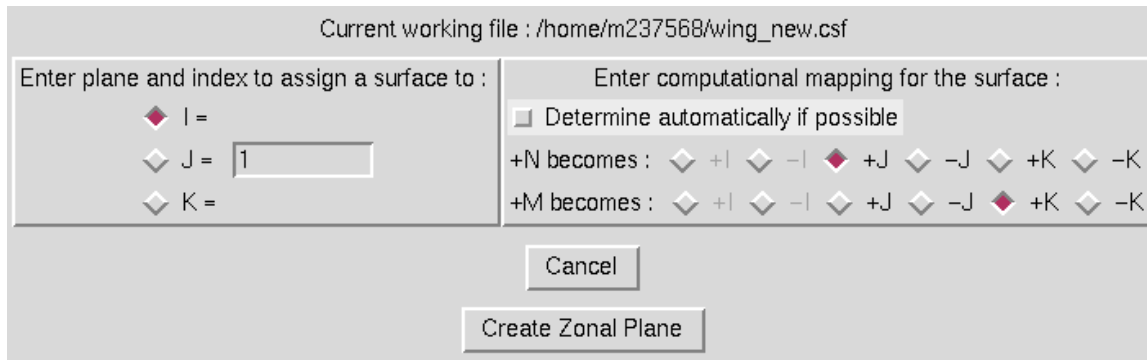 Current working file : /home/m237568/wing_new.csf
Enter plane and index to assign a surface to :
I =
J = 1
K =
Enter computational mapping for the surface :
Determine automatically if possible
+N becomes : +I −I +J −J +K −K
+M becomes : +I −I +J −J +K −K
Cancel
Create Zonal Plane